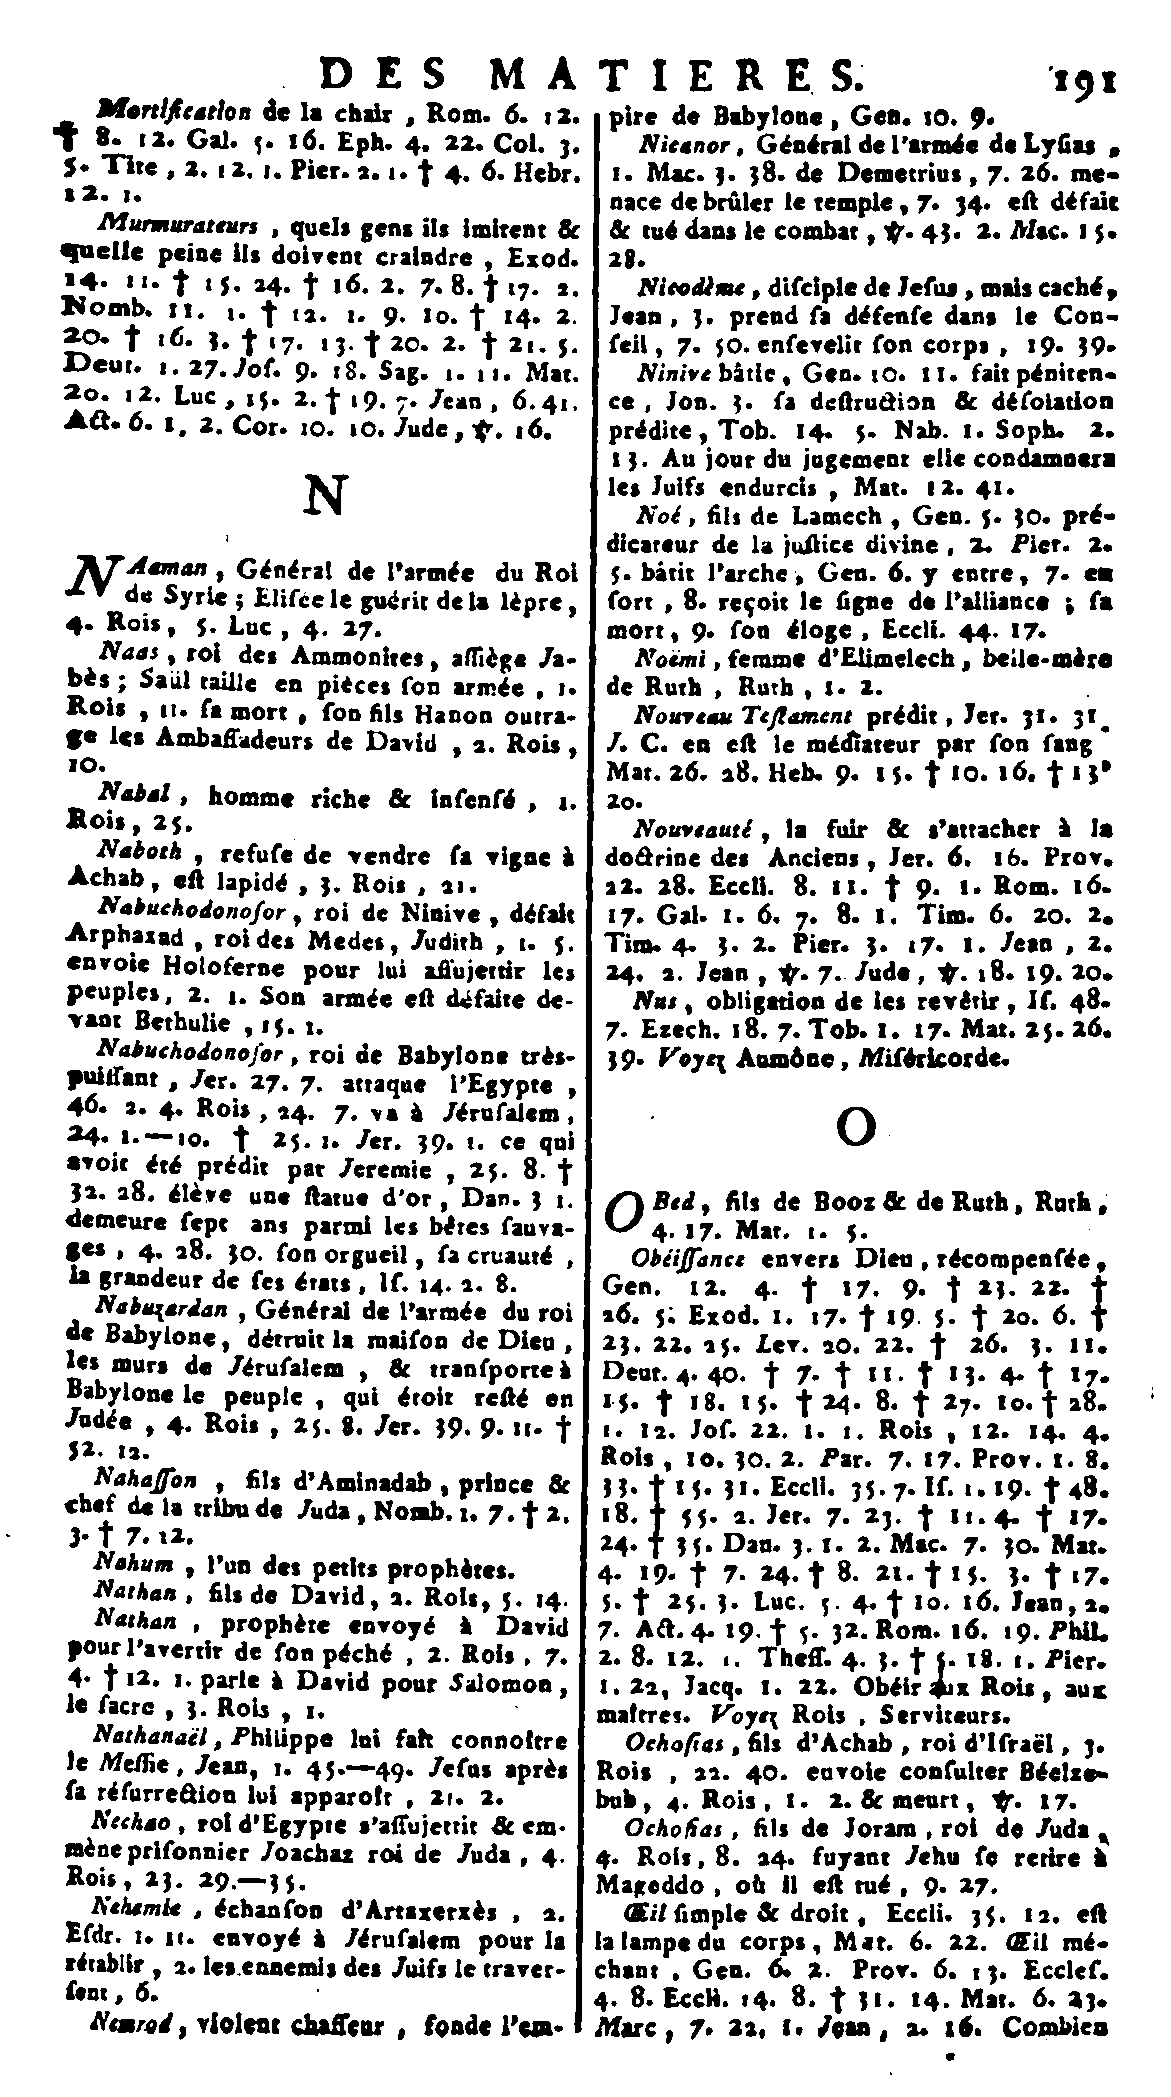 DES MATIERES. 191
Mortification de la chair, Rom. 6. 12.
† 8. 12. Gal. 5. 16. Eph. 4. 22. Col. 3.
5. Tite, 2. 12. 1. Pier. 2. 1. † 4. 6. Hebr.
12. 1.
Murmurateurs, quels gens ils imitent &
quelle peine ils doivent craindre, Exod.
14. 11. † 15. 24. † 16. 2. 7. 8. † 17. 2.
Nomb. 11. 1. † 12. 1. 9. 10. † 14. 2.
20. † 16. 3. † 17. 13. † 20. 2. † 21. 5.
Deut. 1. 27. Jos. 9. 18. Sag. 1. 11. Mat.
20. 12. Luc, 15. 2. † 19. 7. Jean, 6. 41.
Act. 6. 1, 2. Cor. 10. 10. Jude, ℣. 16.
N
NAaman, Général de l'armée du Roi
de Syrie; Eliſée le guérit de la lèpre,
4. Rois, 5. Luc, 4. 27.
Naas, roi des Ammonites, aſſiège Ja-
bès; Saül taille en pièces ſon armée, 1.
Rois, 11. ſa mort, ſon fils Hanon outra-
ge les Ambaſſadeurs de David, 2. Rois,
10.
Nabal, homme riche & inſenſé, 1.
Rois, 25.
Naboth, refuſe de vendre ſa vigne à
Achab, eſt lapidé, 3. Rois, 21.
Nabuchodonoſor, roi de Ninive, défait
Arphaxad, roi des Medes, Judith, 1. 5.
envoie Holoferne pour lui aſſujettir les
peuples, 2. 1. Son armée eſt défaite de-
vant Bethulie, 15. 1.
Nabuchodonoſor, roi de Babylone très-
puiſſant, Jer. 27. 7. attaque l'Egypte,
46. 2. 4. Rois, 24. 7. va à Jéruſalem,
24. 1.—10. † 25. 1. Jer. 39. 1. ce qui
avoit été prédit par Jeremie, 25. 8. †
32. 28. élève une ſtatue d'or, Dan. 3 1.
demeure ſept ans parmi les bêtes ſauva-
ges, 4. 28. 30. ſon orgueil, ſa cruauté,
la grandeur de ſes états, Iſ. 14. 2. 8.
Nabuzardan, Général de l'armée du roi
de Babylone, détruit la maiſon de Dieu,
les murs de Jéruſalem, & tranſporte à
Babylone le peuple, qui étoit reſté en
Judée, 4. Rois, 25. 8. Jer. 39. 9. 11. †
52. 12.
Nahaſſon, fils d'Aminadab, prince &
chef de la tribu de Juda, Nomb. 1. 7. † 2.
3. † 7. 12.
Nahum, l'un des petits prophètes.
Nathan, fils de David, 2. Rois, 5. 14.
Nathan, prophète envoyé à David
pour l'avertir de ſon péché, 2. Rois, 7.
4. † 12. 1. parle à David pour Salomon,
le ſacre, 3. Rois, 1.
Nathanaël, Philippe lui fait connoître
le Meſſie, Jean, 1. 45.—49. Jeſus après
ſa réſurrection lui apparoît, 21. 2.
Nechao, roi d'Egypte s'aſſujettit & em-
mène priſonnier Joachaz roi de Juda, 4.
Rois, 23. 29.—35.
Nehemie, échanſon d'Artaxerxès, 2.
Eſdr. 1. 11. envoyé à Jéruſalem pour la
rétablir, 2. les ennemis des Juifs le traver-
ſent, 6.
Nemrod, violent chaſſeur, fonde l'em-
pire de Babylone, Gen. 10. 9.
Nicanor, Général de l'armée de Lyſias,
1. Mac. 3. 38. de Demetrius, 7. 26. me-
nace de brûler le temple, 7. 34. eſt défait
& tué dans le combat, ℣. 43. 2. Mac. 15.
28.
Nicodème, diſciple de Jeſus, mais caché,
Jean, 3. prend ſa défenſe dans le Con-
ſeil, 7. 50. enſevelit ſon corps, 19. 39.
Ninive bâtie, Gen. 10. 11. fait péniten-
ce, Jon. 3. ſa deſtruction & déſolation
prédite, Tob. 14. 5. Nah. 1. Soph. 2.
13. Au jour du jugement elle condamnera
les Juifs endurcis, Mat. 12. 41.
Noé, fils de Lamech, Gen. 5. 30. pré-
dicateur de la juſtice divine, 2. Pier. 2.
5. bâtit l'arche, Gen. 6. y entre, 7. en
ſort, 8. reçoit le ſigne de l'alliance; ſa
mort, 9. ſon éloge, Eccli. 44. 17.
Noëmi, femme d'Elimelech, belle-mère
de Ruth, Ruth, 1. 2.
Nouveau Teſtament prédit, Jer. 31. 31.
J. C. en eſt le médiateur par ſon ſang
Mat. 26. 28. Heb. 9. 15. † 10. 16. † 13.
20.
Nouveauté, la fuir & s'attacher à la
doctrine des Anciens, Jer. 6. 16. Prov.
22. 28. Eccli. 8. 11. † 9. 1. Rom. 16.
17. Gal. 1. 6. 7. 8. 1. Tim. 6. 20. 2.
Tim. 4. 3. 2. Pier. 3. 17. 1. Jean, 2.
24. 2. Jean, ℣. 7. Jude, ℣. 18. 19. 20.
Nus, obligation de les revêtir, Iſ. 48.
7. Ezech. 18. 7. Tob. 1. 17. Mat. 25. 26.
39. Voyez Aumône, Miſéricorde.
O
OBed, fils de Booz & de Ruth, Ruth,
4. 17. Mat. 1. 5.
Obéiſſance envers Dieu, récompenſée,
Gen. 12. 4. † 17. 9. † 23. 22. †
26. 5. Exod. 1. 17. † 19. 5. † 20. 6. †
23. 22. 25. Lev. 20. 22. † 26. 3. 11.
Deut. 4. 40. † 7. † 11. † 13. 4. † 17.
15. † 18. 15. † 24. 8. † 27. 10. † 28.
1. 12. Joſ. 22. 1. 1. Rois, 12. 14. 4.
Rois, 10. 30. 2. Par. 7. 17. Prov. 1. 8.
33. † 15. 31. Eccli. 35. 7. Iſ. 1. 19. † 48.
18. † 55. 2. Jer. 7. 23. † 11. 4. † 17.
24. † 35. Dan. 3. 1. 2. Mac. 7. 30. Mat.
4. 19. † 7. 24. † 8. 21. † 15. 3. † 17.
5. † 25. 3. Luc. 5. 4. † 10. 16. Jean, 2.
7. Act. 4. 19. † 5. 32. Rom. 16. 19. Phil.
2. 8. 12. 1. Theſſ. 4. 3. † 5. 18. 1. Pier.
1. 22, Jacq. 1. 22. Obéir aux Rois, aux
maîtres. Voyez Rois, Serviteurs.
Ochoſias, fils d'Achab, roi d'Iſraël, 3.
Rois, 22. 40. envoie conſulter Béelze-
bub, 4. Rois, 1. 2. & meurt, ℣. 17.
Ochoſias, fils de Joram, roi de Juda,
4. Rois, 8. 24. fuyant Jehu ſe retire à
Mageddo, où il eſt tué, 9. 27.
Œil ſimple & droit, Eccli. 35. 12. eſt
la lampe du corps, Mat. 6. 22. Œil mé-
chant, Gen. 6. 2. Prov. 6. 13. Eccleſ.
4. 8. Eccli. 14. 8. † 31. 14. Mat. 6. 23.
Marc, 7. 22. 1. Jean, 2. 16. Combien